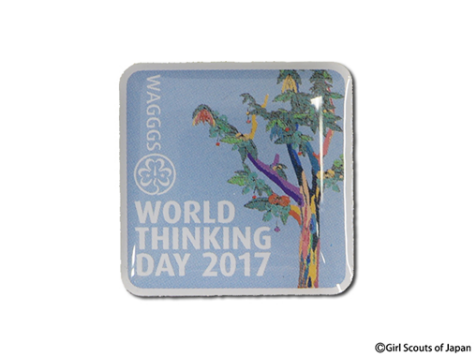 WAGGGS
WORLD
THINKING
DAY 2017
©Girl Scouts of Japan